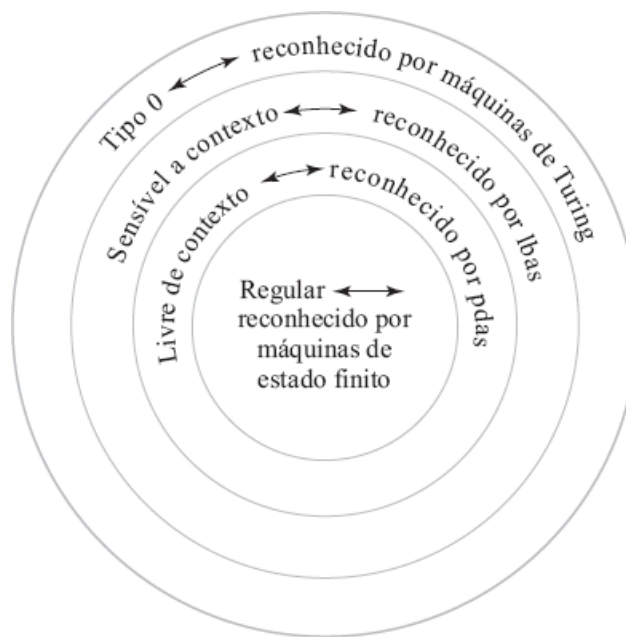 Tipo 0 ⟷ reconhecido por máquinas de Turing
Sensível a contexto ⟷ reconhecido por lbas
Livre de contexto ⟷ reconhecido por pdas
Regular ⟷
reconhecido por
máquinas de
estado finito